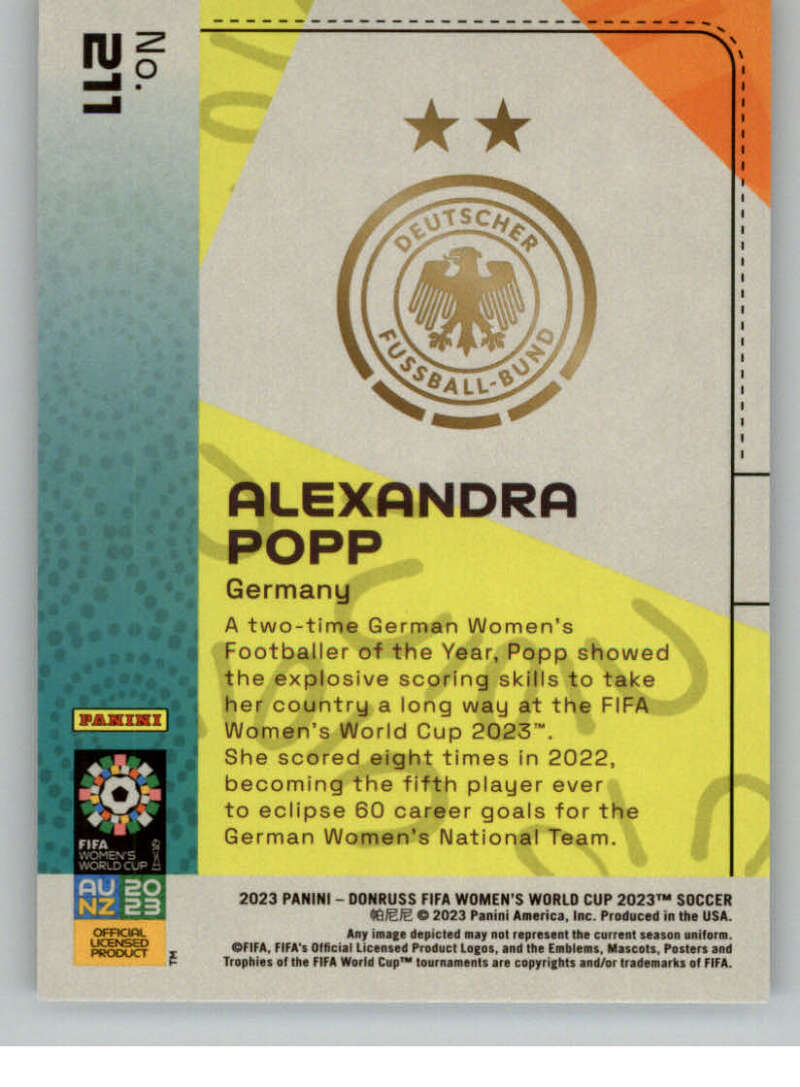 No.
211
DEUTSCHER
FUSSBALL-BUND
ALEXANDRA
POPP
Germany
A two-time German Women's
Footballer of the Year, Popp showed
the explosive scoring skills to take
her country a long way at the FIFA
Women's World Cup 2023™.
She scored eight times in 2022,
becoming the fifth player ever
to eclipse 60 career goals for the
German Women's National Team.
PANINI
FIFA
WOMEN'S
WORLD CUP
AU 20
NZ 23
OFFICIAL
LICENSED
PRODUCT
TM
2023 PANINI – DONRUSS FIFA WOMEN'S WORLD CUP 2023™ SOCCER
帕尼尼 © 2023 Panini America, Inc. Produced in the USA.
Any image depicted may not represent the current season uniform.
©FIFA, FIFA's Official Licensed Product Logos, and the Emblems, Mascots, Posters and
Trophies of the FIFA World Cup™ tournaments are copyrights and/or trademarks of FIFA.